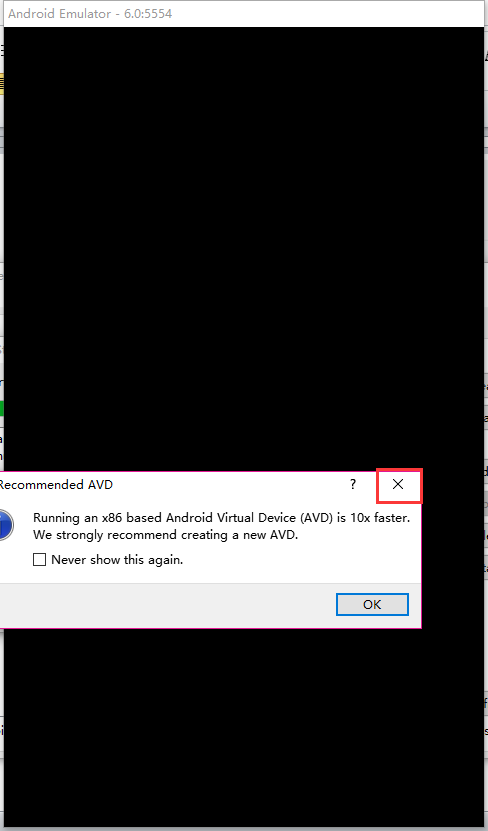 Android Emulator - 6.0:5554
Recommended AVD
?
Running an x86 based Android Virtual Device (AVD) is 10x faster.
We strongly recommend creating a new AVD.
Never show this again.
OK